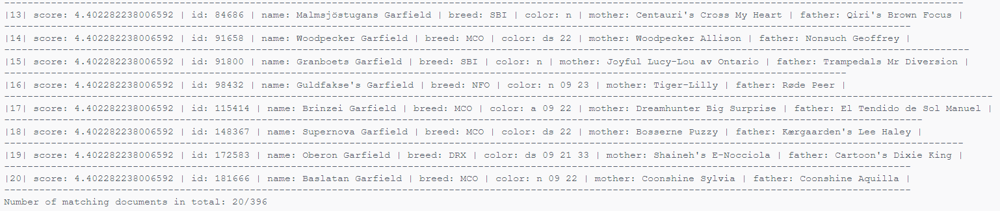 |13| score: 4.402282238006592 | id: 84686 | name: Malmsjöstugans Garfield | breed: SBI | color: n | mother: Centauri's Cross My Heart | father: Qiri's Brown Focus |
|14| score: 4.402282238006592 | id: 91658 | name: Woodpecker Garfield | breed: MCO | color: ds 22 | mother: Woodpecker Allison | father: Nonsuch Geoffrey |
|15| score: 4.402282238006592 | id: 91800 | name: Granboets Garfield | breed: SBI | color: n | mother: Joyful Lucy-Lou av Ontario | father: Trampedals Mr Diversion |
|16| score: 4.402282238006592 | id: 98432 | name: Guldfakse's Garfield | breed: NFO | color: n 09 23 | mother: Tiger-Lilly | father: Røde Peer |
|17| score: 4.402282238006592 | id: 115414 | name: Brinzei Garfield | breed: MCO | color: a 09 22 | mother: Dreamhunter Big Surprise | father: El Tendido de Sol Manuel |
|18| score: 4.402282238006592 | id: 148367 | name: Supernova Garfield | breed: MCO | color: ds 22 | mother: Bosserne Puzzy | father: Kærgaarden's Lee Haley |
|19| score: 4.402282238006592 | id: 172583 | name: Oberon Garfield | breed: DRX | color: ds 09 21 33 | mother: Shaineh's E-Nocciola | father: Cartoon's Dixie King |
|20| score: 4.402282238006592 | id: 181666 | name: Baslatan Garfield | breed: MCO | color: n 09 22 | mother: Coonshine Sylvia | father: Coonshine Aquilla |
Number of matching documents in total: 20/396